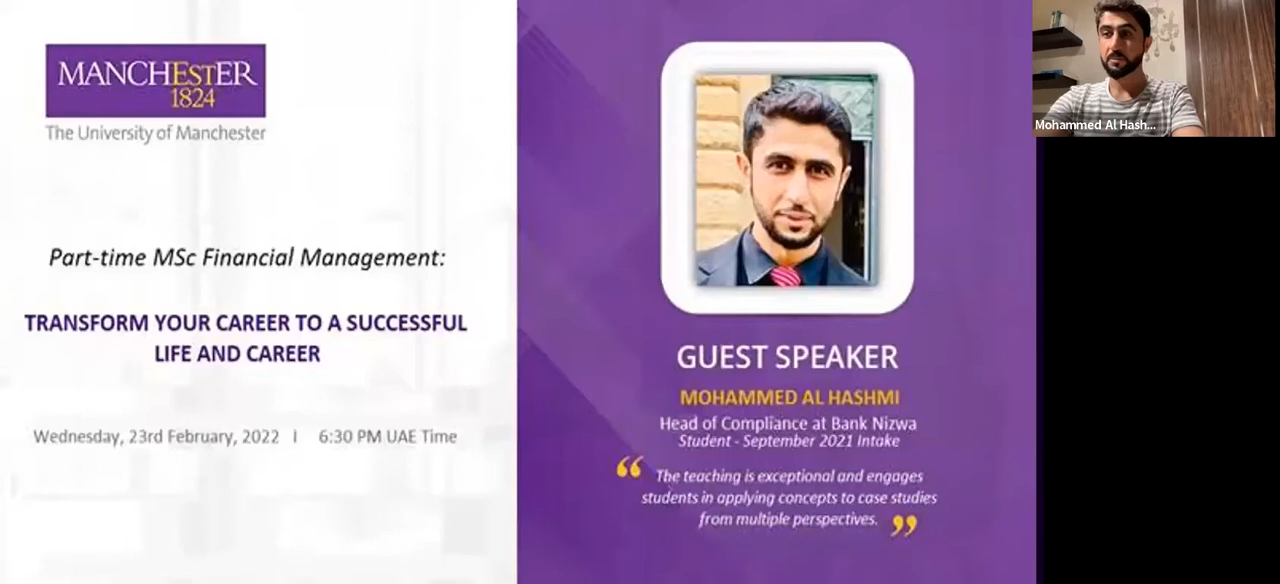 MANCHESTER
1824
The University of Manchester
Part-time MSc Financial Management:
TRANSFORM YOUR CAREER TO A SUCCESSFUL
LIFE AND CAREER
Wednesday, 23rd February, 2022 I 6:30 PM UAE Time
GUEST SPEAKER
MOHAMMED AL HASHMI
Head of Compliance at Bank Nizwa
Student - September 2021 Intake
“ The teaching is exceptional and engages
students in applying concepts to case studies
from multiple perspectives. ”
Mohammed Al Hash...